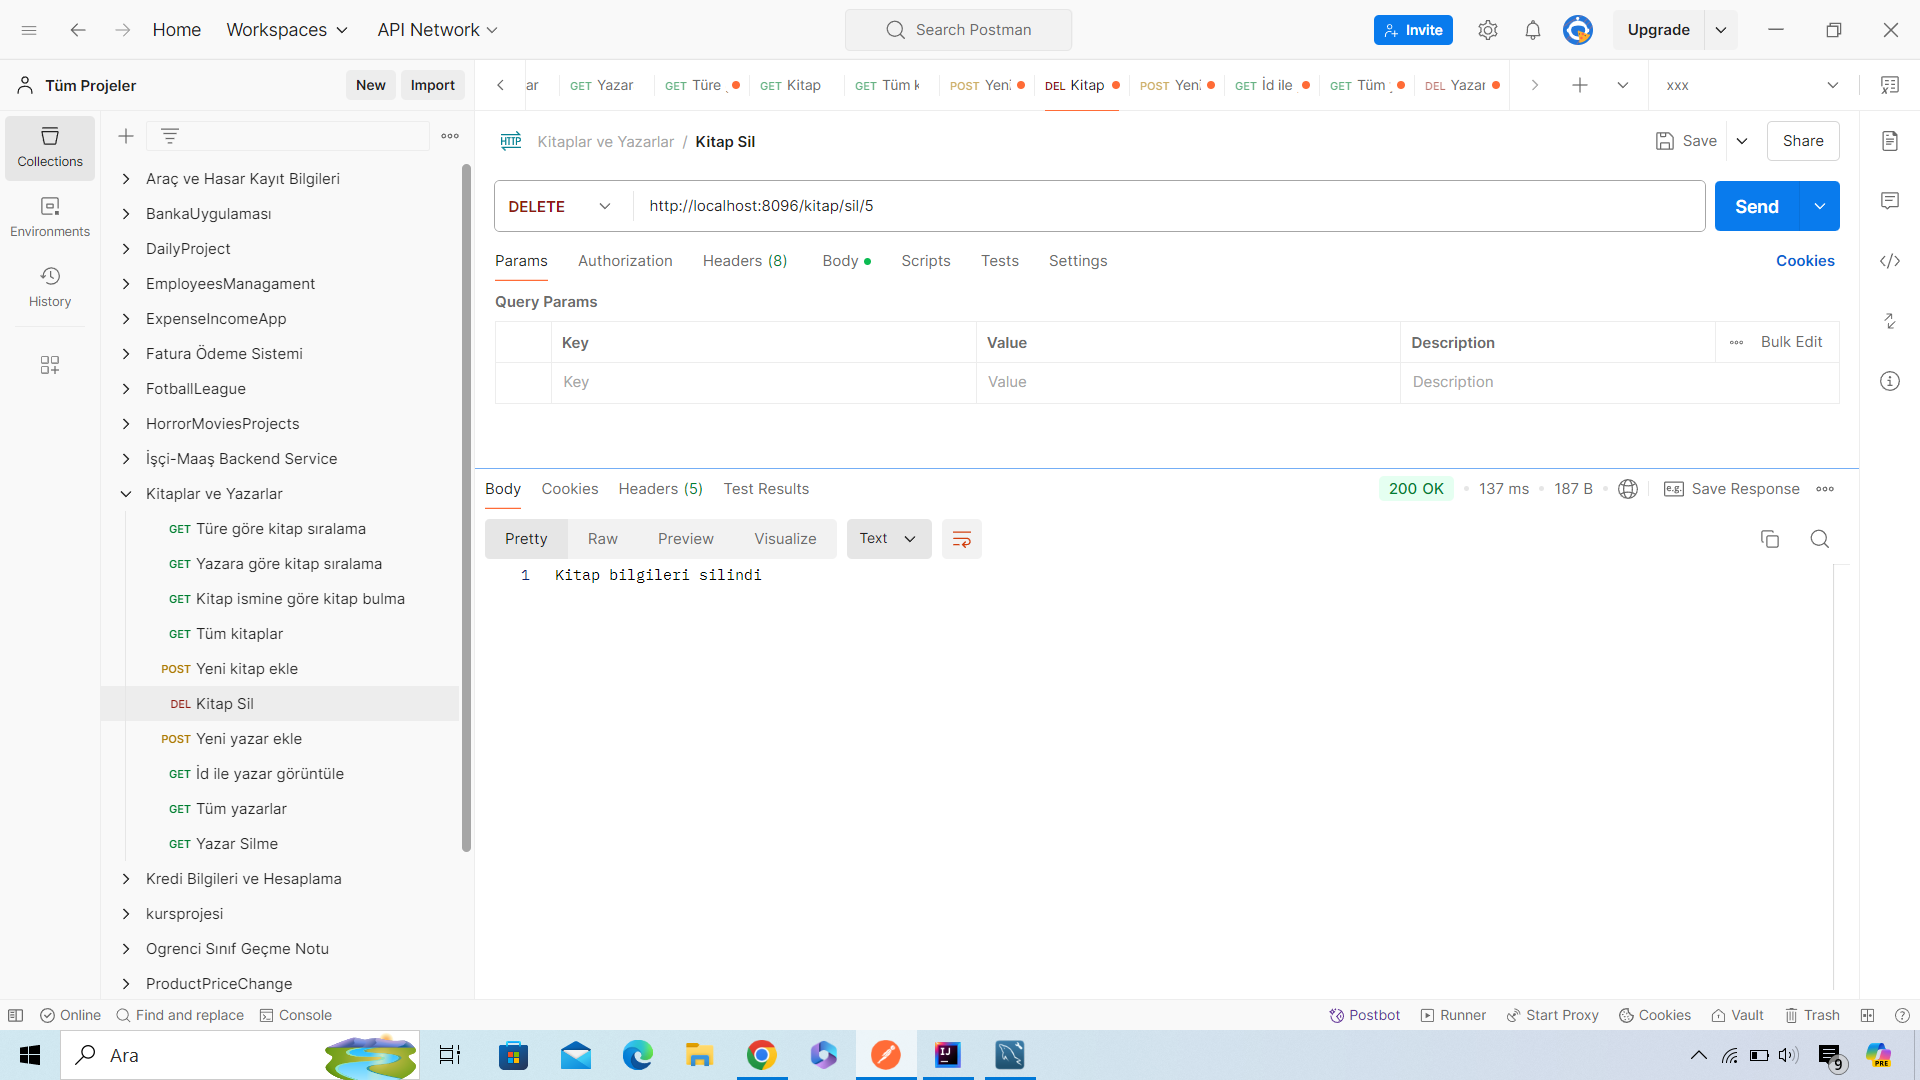 Home Workspaces API Network Search Postman Invite Upgrade
Tüm Projeler New Import
ar GET Yazar GET Türe GET Kitap GET Tüm k POST Yeni DEL Kitap POST Yeni GET İd ile GET Tüm DEL Yazar xxx
Collections
Environments
History
Araç ve Hasar Kayıt Bilgileri
BankaUygulaması
DailyProject
EmployeesManagament
ExpenseIncomeApp
Fatura Ödeme Sistemi
FotballLeague
HorrorMoviesProjects
İşçi-Maaş Backend Service
Kitaplar ve Yazarlar
GET Türe göre kitap sıralama
GET Yazara göre kitap sıralama
GET Kitap ismine göre kitap bulma
GET Tüm kitaplar
POST Yeni kitap ekle
DEL Kitap Sil
POST Yeni yazar ekle
GET İd ile yazar görüntüle
GET Tüm yazarlar
GET Yazar Silme
Kredi Bilgileri ve Hesaplama
kursprojesi
Ogrenci Sınıf Geçme Notu
ProductPriceChange
HTTP Kitaplar ve Yazarlar / Kitap Sil Save Share
DELETE http://localhost:8096/kitap/sil/5 Send
Params Authorization Headers (8) Body Scripts Tests Settings Cookies
Query Params
Key Value Description Bulk Edit
Key Value Description
Body Cookies Headers (5) Test Results 200 OK 137 ms 187 B e.g. Save Response
Pretty Raw Preview Visualize Text
1 Kitap bilgileri silindi
Online Find and replace Console Postbot Runner Start Proxy Cookies Vault Trash
Ara IJ 9 PRE